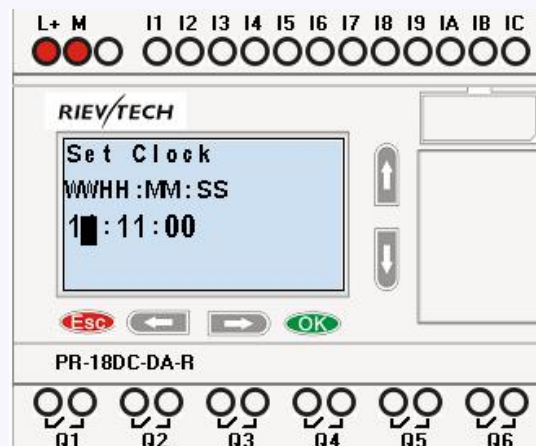 L+ M I1 I2 I3 I4 I5 I6 I7 I8 I9 IA IB IC
RIEVTECH
Set Clock
WWHH:MM:SS
:11:00
Esc OK
PR-18DC-DA-R
Q1 Q2 Q3 Q4 Q5 Q6